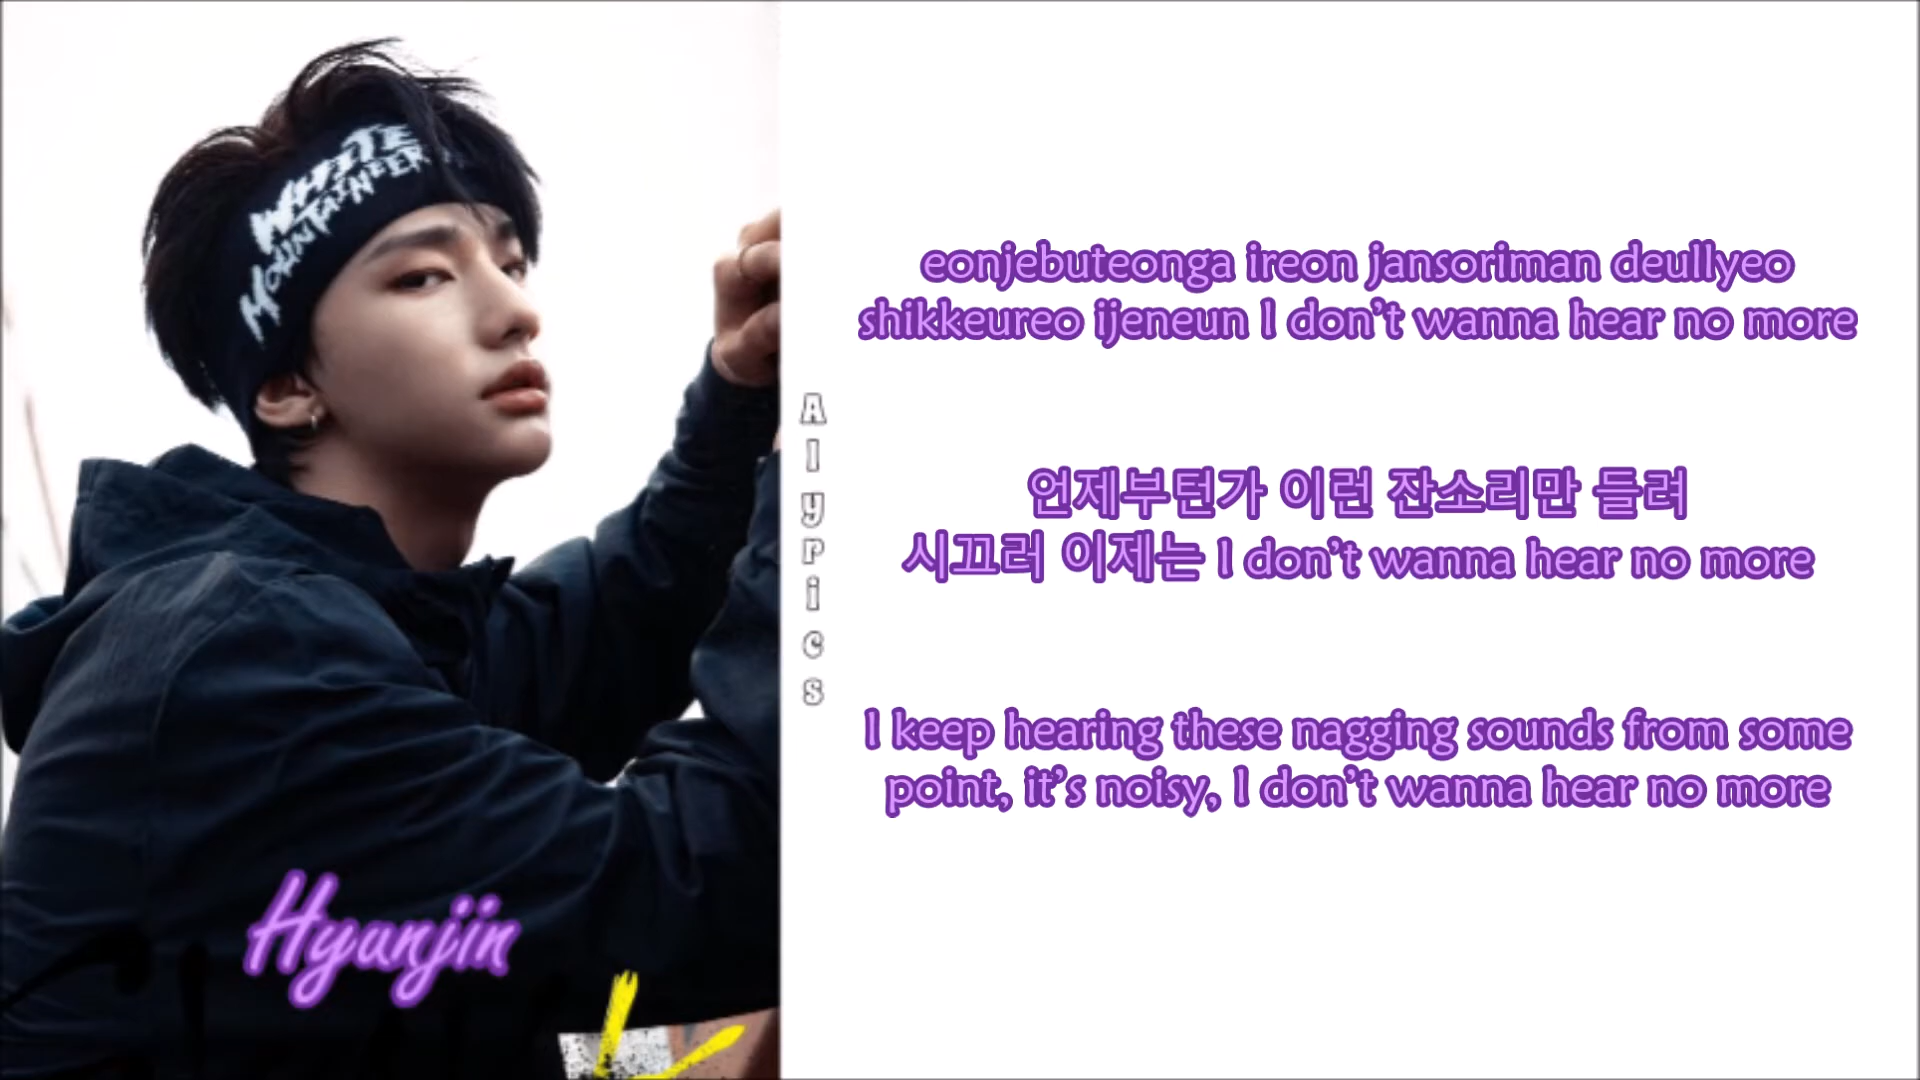 WHITE
MOUNTAINEERING
eonjebuteonga ireon jansoriman deullyeo
shikkeureo ijeneun I don't wanna hear no more
Alyrics
언제부턴가 이런 잔소리만 들려
시끄러 이제는 I don't wanna hear no more
I keep hearing these nagging sounds from some
point, it's noisy, I don't wanna hear no more
Hyunjin